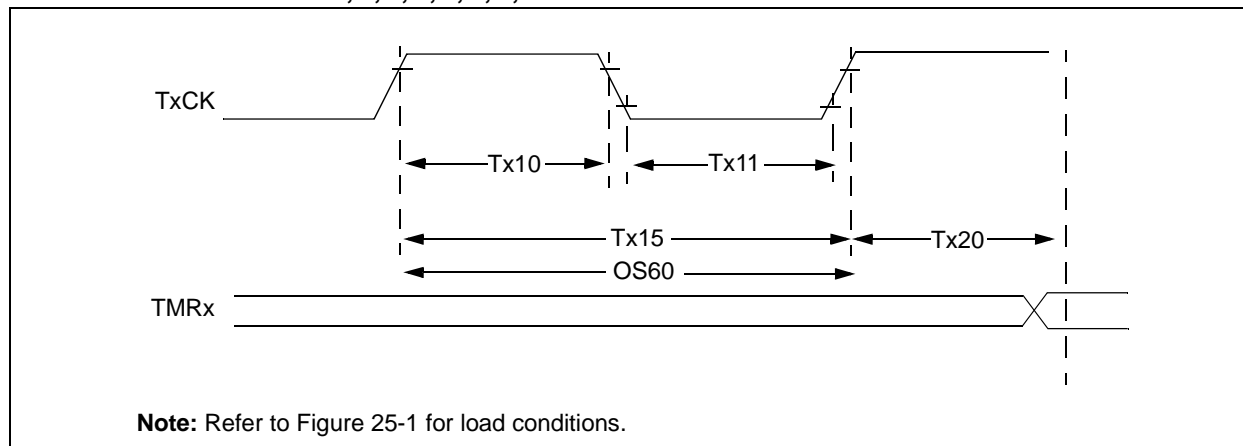 TxCK
Tx10
Tx11
Tx15
Tx20
OS60
TMRx
Note: Refer to Figure 25-1 for load conditions.